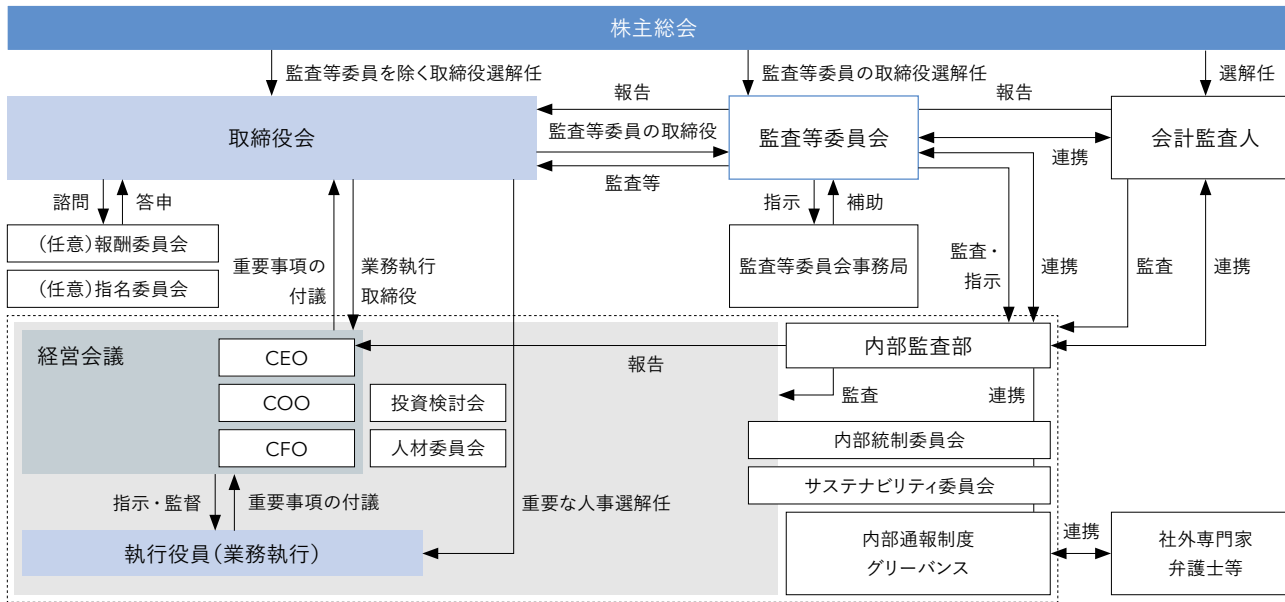 株主総会
監査等委員を除く取締役選解任
監査等委員の取締役選解任
選解任
報告
報告
取締役会
監査等委員の取締役
監査等委員会
会計監査人
連携
監査等
諮問
答申
指示
補助
(任意)報酬委員会
(任意)指名委員会
重要事項の
付議
業務執行
取締役
監査等委員会事務局
監査・
指示
連携
監査
連携
経営会議
CEO
COO
CFO
投資検討会
人材委員会
報告
内部監査部
監査
連携
内部統制委員会
サステナビリティ委員会
指示・監督
重要事項の付議
重要な人事選解任
執行役員(業務執行)
内部通報制度
グリーバンス
連携
社外専門家
弁護士等